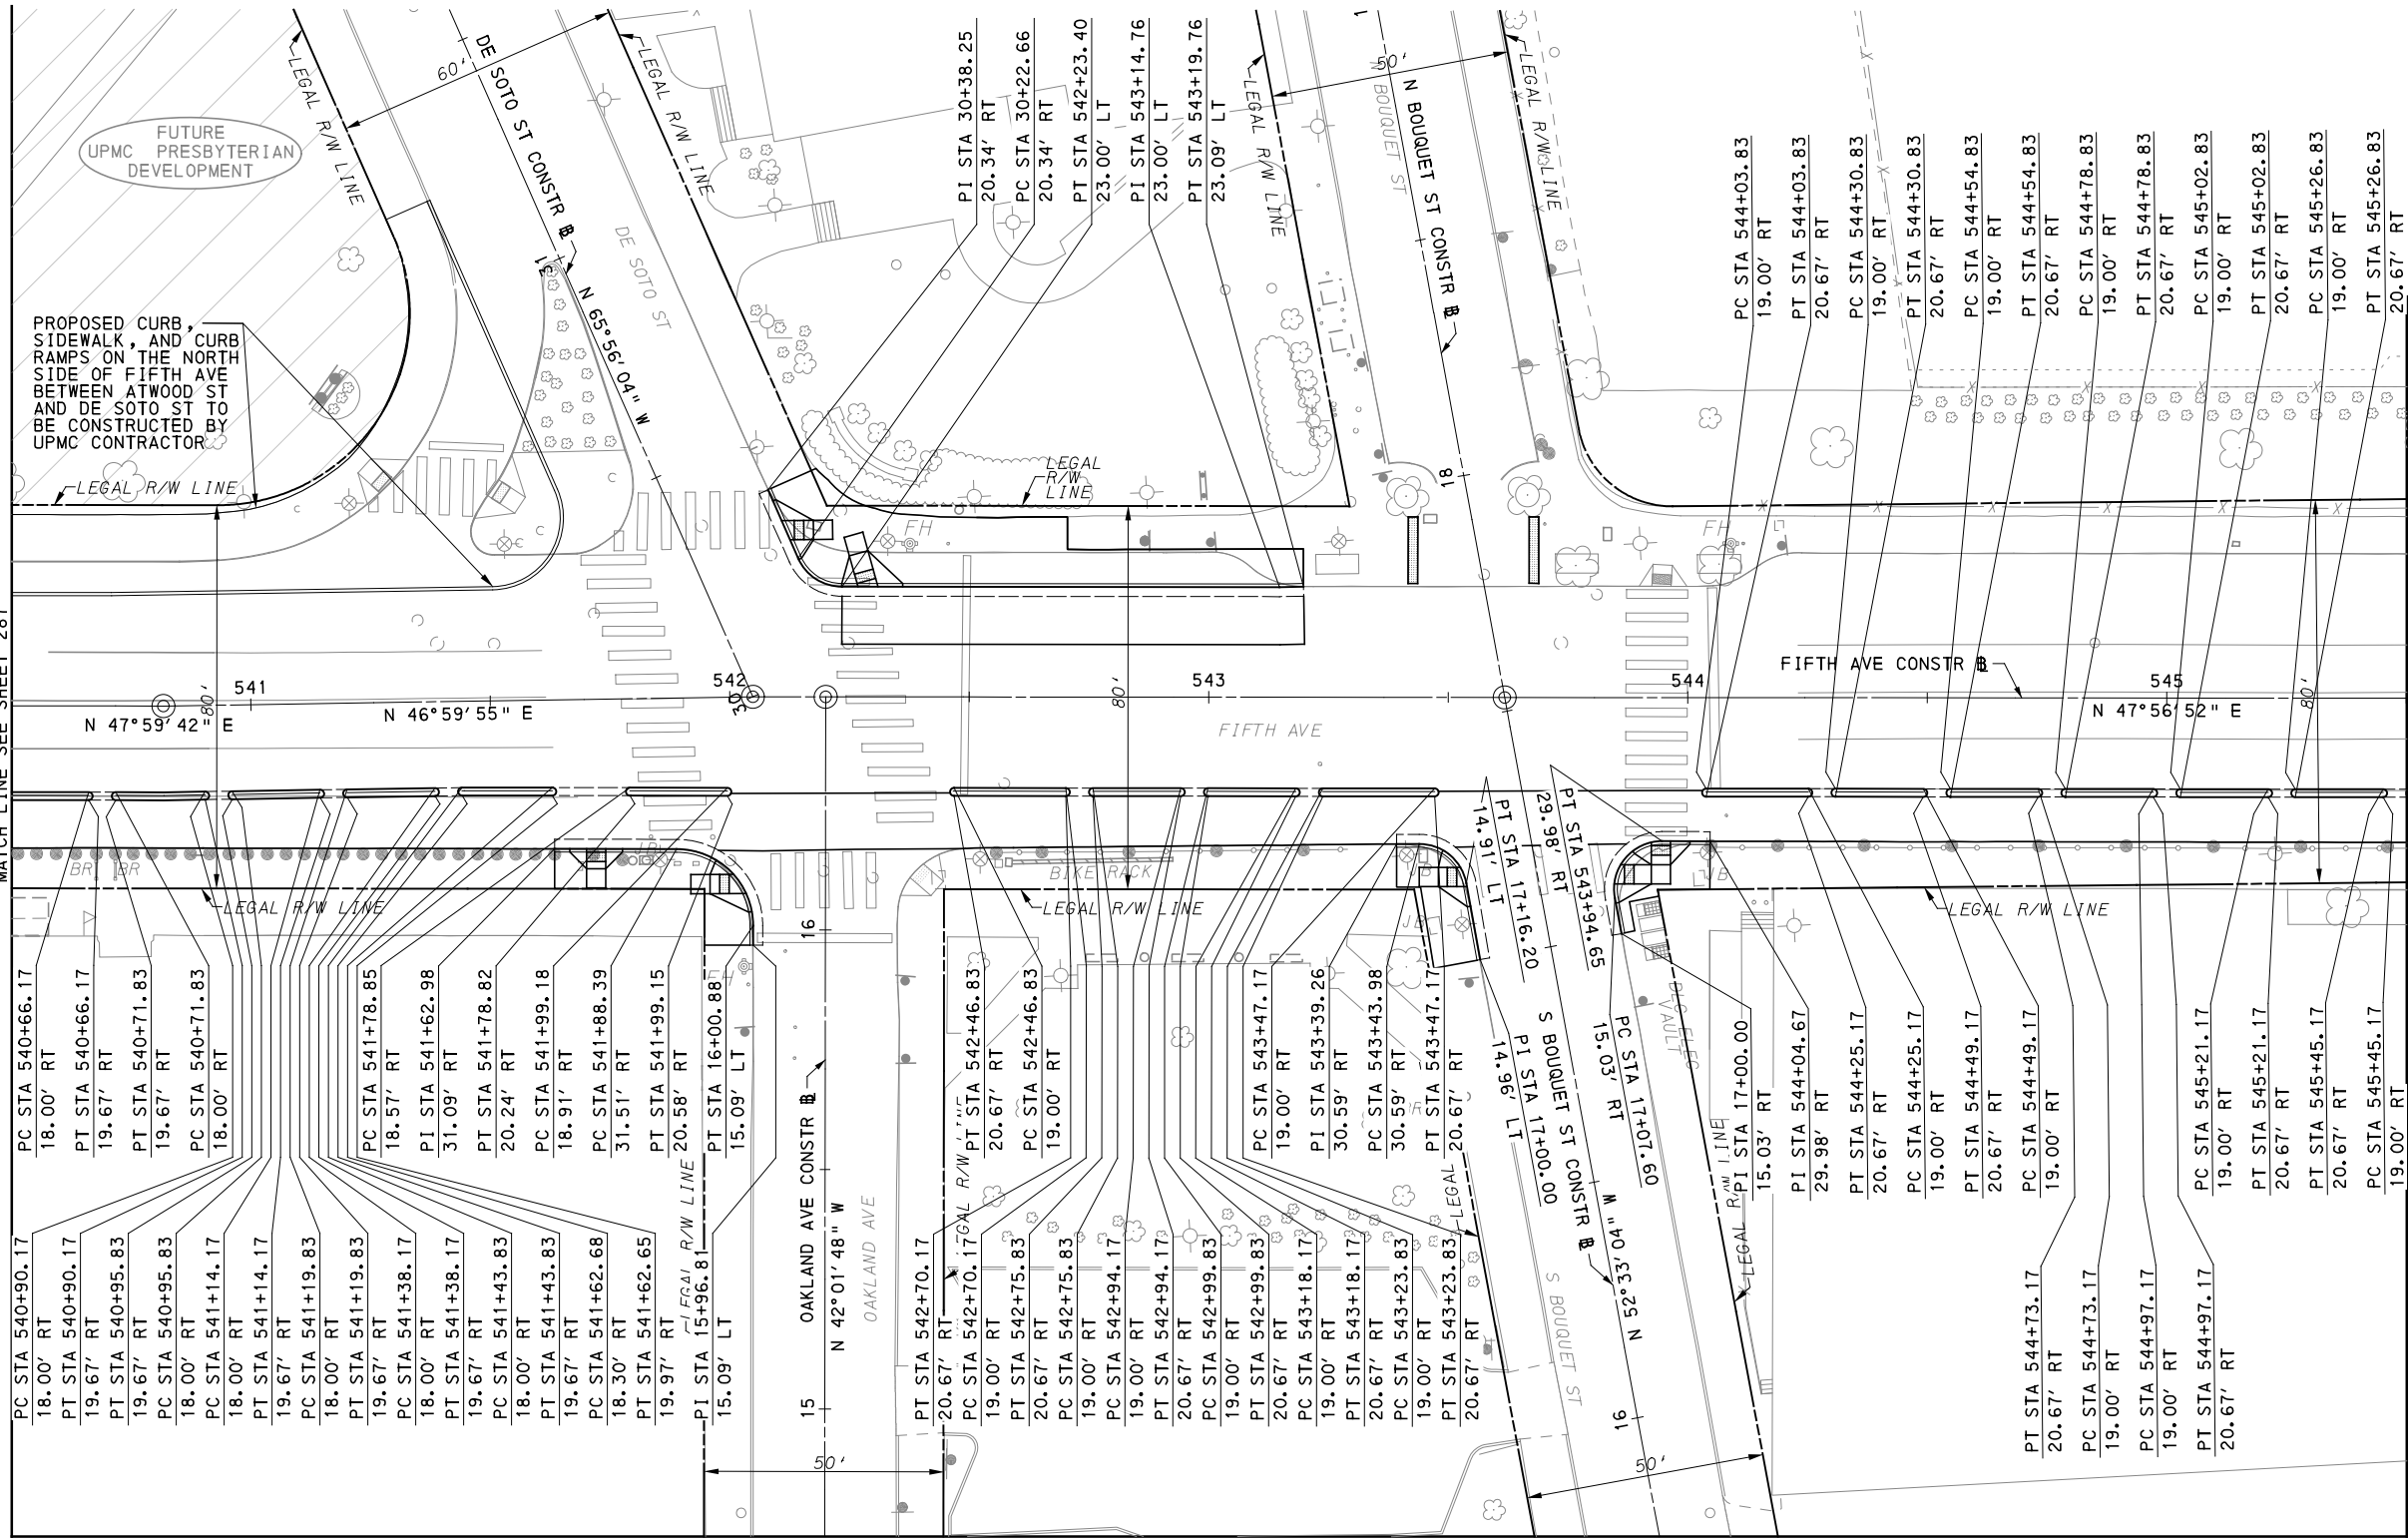 FUTURE
UPMC PRESBYTERIAN
DEVELOPMENT
PROPOSED CURB,
SIDEWALK, AND CURB
RAMPS ON THE NORTH
SIDE OF FIFTH AVE
BETWEEN ATWOOD ST
AND DE SOTO ST TO
BE CONSTRUCTED BY
UPMC CONTRACTOR
LEGAL R/W LINE
LEGAL R/W LINE
LEGAL R/W LINE
60'
DE SOTO ST CONSTR BL
31
N 65°56'04" W
DE SOTO ST
PI STA 30+38.25
20.34' RT
PC STA 30+22.66
20.34' RT
PT STA 542+23.40
23.00' LT
PI STA 543+14.76
23.00' LT
PT STA 543+19.76
23.09' LT
LEGAL R/W LINE
50'
LEGAL R/W LINE
N BOUQUET ST CONSTR BL
N BOUQUET ST
18
LEGAL
R/W
LINE
FH
FH
PC STA 544+03.83
19.00' RT
PT STA 544+03.83
20.67' RT
PC STA 544+30.83
19.00' RT
PT STA 544+30.83
20.67' RT
PC STA 544+54.83
19.00' RT
PT STA 544+54.83
20.67' RT
PC STA 544+78.83
19.00' RT
PT STA 544+78.83
20.67' RT
PC STA 545+02.83
19.00' RT
PT STA 545+02.83
20.67' RT
PC STA 545+26.83
19.00' RT
PT STA 545+26.83
20.67' RT
MATCH LINE SEE SHEET 281
541
542
30
543
544
545
80'
80'
80'
N 47°59'42" E
N 46°59'55" E
N 47°56'52" E
FIFTH AVE CONSTR BL
FIFTH AVE
BR
BR
JB
BIKE RACK
JB
JB
JB
LEGAL R/W LINE
LEGAL R/W LINE
LEGAL R/W LINE
FH
16
PC STA 540+66.17
18.00' RT
PT STA 540+66.17
19.67' RT
PT STA 540+71.83
19.67' RT
PC STA 540+71.83
18.00' RT
PC STA 541+78.85
18.57' RT
PI STA 541+62.98
31.09' RT
PT STA 541+78.82
20.24' RT
PC STA 541+99.18
18.91' RT
PC STA 541+88.39
31.51' RT
PT STA 541+99.15
20.58' RT
PT STA 16+00.88
15.09' LT
OAKLAND AVE CONSTR BL
N 42°01'48" W
OAKLAND AVE
15
50'
PT STA 542+46.83
20.67' RT
PC STA 542+46.83
19.00' RT
PC STA 543+47.17
19.00' RT
PI STA 543+39.26
30.59' RT
PC STA 543+43.98
30.59' RT
PT STA 543+47.17
20.67' RT
PT STA 17+16.20
14.91' LT
PT STA 543+94.65
29.98' RT
PI STA 17+00.00
14.96' LT
S BOUQUET ST CONSTR BL
PC STA 17+07.60
15.03' RT
N 52°33'04" W
S BOUQUET ST
16
50'
DLC ELEC
VAULT
PI STA 17+00.00
15.03' RT
PI STA 544+04.67
29.98' RT
PT STA 544+25.17
20.67' RT
PC STA 544+25.17
19.00' RT
PT STA 544+49.17
20.67' RT
PC STA 544+49.17
19.00' RT
PC STA 545+21.17
19.00' RT
PT STA 545+21.17
20.67' RT
PT STA 545+45.17
20.67' RT
PC STA 545+45.17
19.00' RT
PC STA 540+90.17
18.00' RT
PT STA 540+90.17
19.67' RT
PT STA 540+95.83
19.67' RT
PC STA 540+95.83
18.00' RT
PC STA 541+14.17
18.00' RT
PT STA 541+14.17
19.67' RT
PC STA 541+19.83
18.00' RT
PT STA 541+19.83
19.67' RT
PC STA 541+38.17
18.00' RT
PT STA 541+38.17
19.67' RT
PC STA 541+43.83
18.00' RT
PT STA 541+43.83
19.67' RT
PC STA 541+62.68
18.30' RT
PT STA 541+62.65
19.97' RT
LEGAL R/W LINE
PI STA 15+96.81
15.09' LT
LEGAL R/W LINE
PT STA 542+70.17
20.67' RT
PC STA 542+70.17
19.00' RT
PT STA 542+75.83
20.67' RT
PC STA 542+75.83
19.00' RT
PC STA 542+94.17
19.00' RT
PT STA 542+94.17
20.67' RT
PC STA 542+99.83
19.00' RT
PT STA 542+99.83
20.67' RT
PC STA 543+18.17
19.00' RT
PT STA 543+18.17
20.67' RT
PC STA 543+23.83
19.00' RT
PT STA 543+23.83
20.67' RT
LEGAL
LEGAL R/W LINE
PT STA 544+73.17
20.67' RT
PC STA 544+73.17
19.00' RT
PC STA 544+97.17
19.00' RT
PT STA 544+97.17
20.67' RT